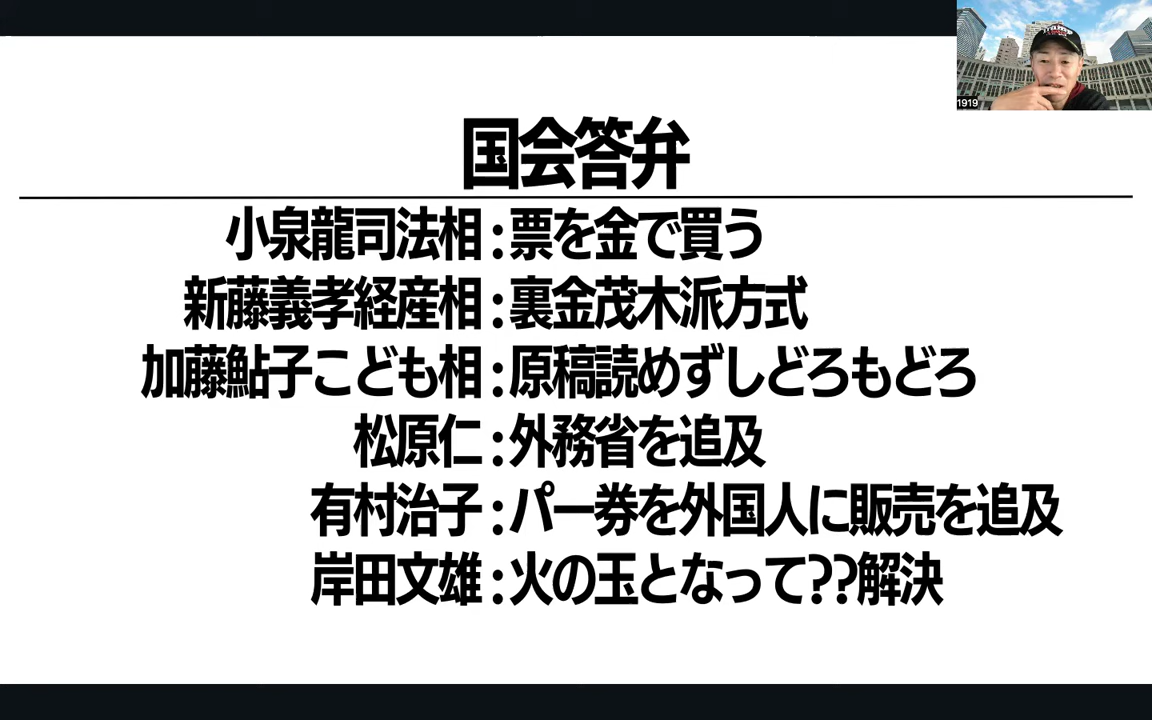 国会答弁
小泉龍司法相:票を金で買う
新藤義孝経産相:裏金茂木派方式
加藤鮎子こども相:原稿読めずしどろもどろ
松原仁:外務省を追及
有村治子:パー券を外国人に販売を追及
岸田文雄:火の玉となって??解決
1919